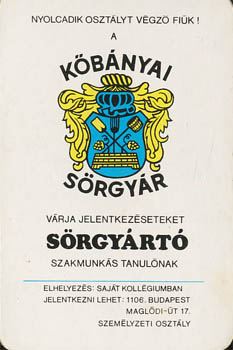 NYOLCADIK OSZTÁLYT VÉGZŐ FIÚK !
A
KŐBÁNYAI
SÖRGYÁR
VÁRJA JELENTKEZÉSETEKET
SÖRGYÁRTÓ
SZAKMUNKÁS TANULÓNAK
ELHELYEZÉS: SAJÁT KOLLÉGIUMBAN
JELENTKEZNI LEHET: 1106. BUDAPEST
MAGLÓDI-ÚT 17.
SZEMÉLYZETI OSZTÁLY